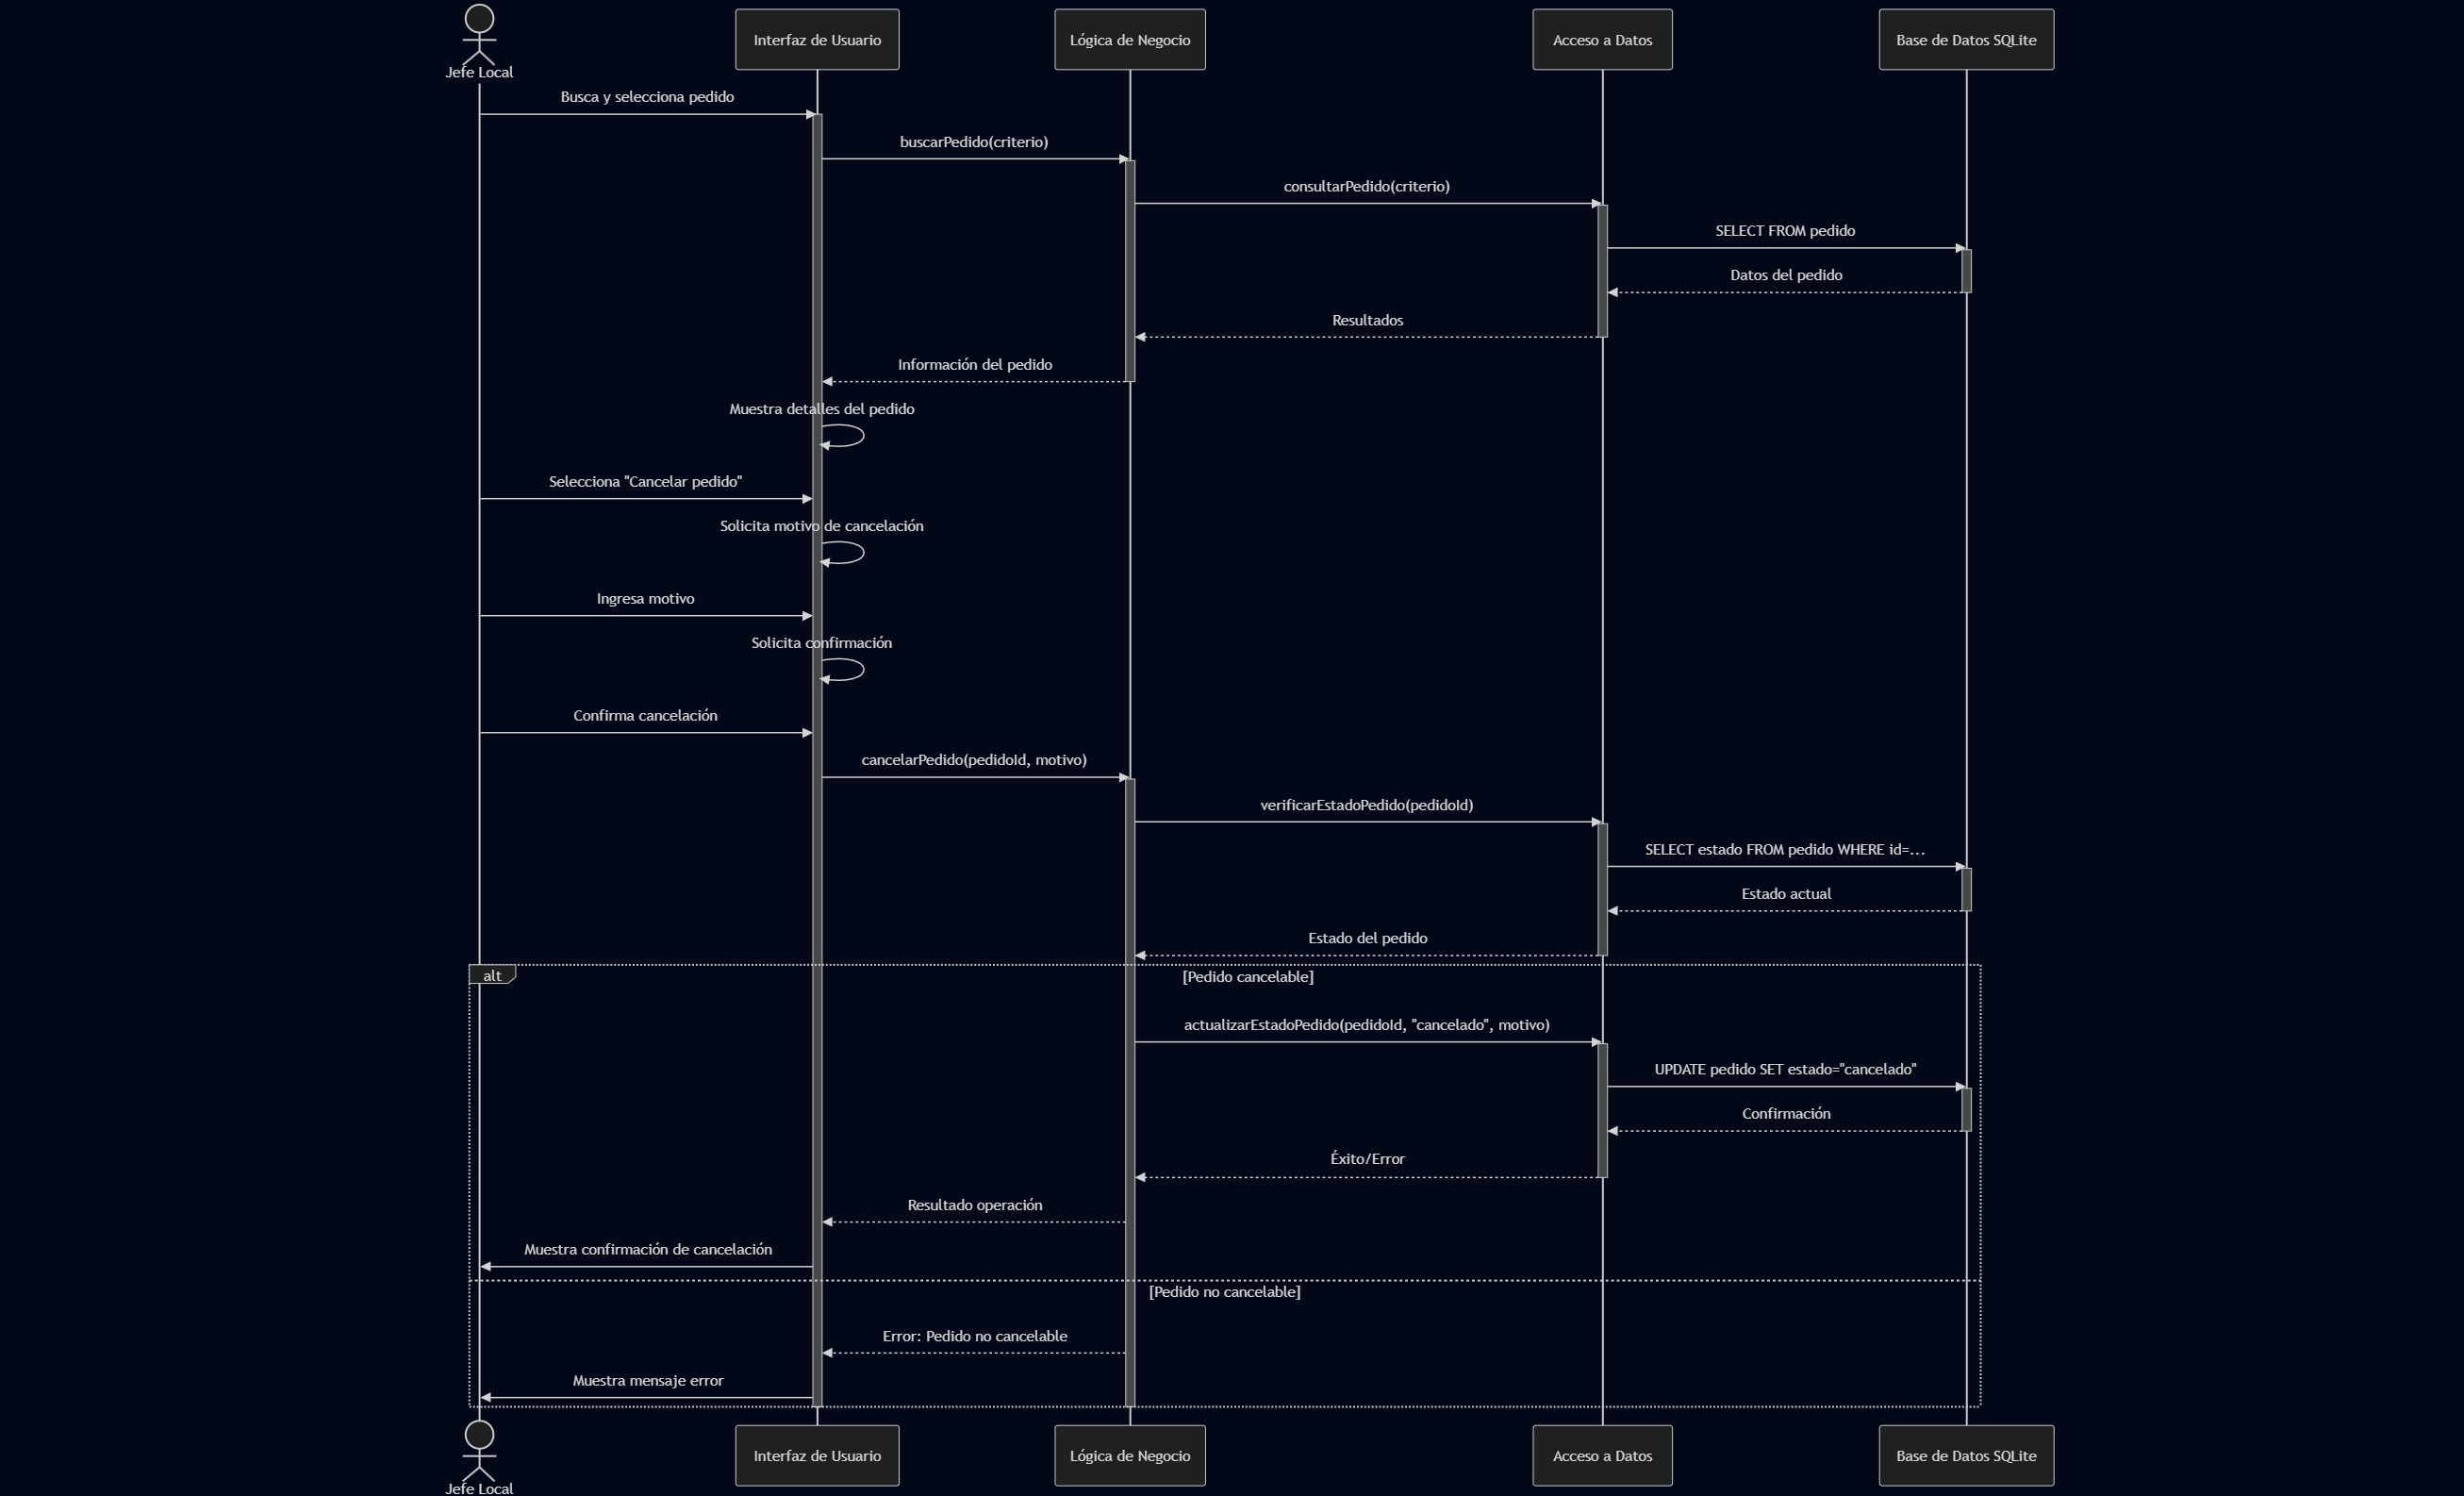 Jefe Local
Interfaz de Usuario
Lógica de Negocio
Acceso a Datos
Base de Datos SQLite
Busca y selecciona pedido
buscarPedido(criterio)
consultarPedido(criterio)
SELECT FROM pedido
Datos del pedido
Resultados
Información del pedido
Muestra detalles del pedido
Selecciona "Cancelar pedido"
Solicita motivo de cancelación
Ingresa motivo
Solicita confirmación
Confirma cancelación
cancelarPedido(pedidoId, motivo)
verificarEstadoPedido(pedidoId)
SELECT estado FROM pedido WHERE id=...
Estado actual
Estado del pedido
alt
[Pedido cancelable]
actualizarEstadoPedido(pedidoId, "cancelado", motivo)
UPDATE pedido SET estado="cancelado"
Confirmación
Éxito/Error
Resultado operación
Muestra confirmación de cancelación
[Pedido no cancelable]
Error: Pedido no cancelable
Muestra mensaje error
Interfaz de Usuario
Lógica de Negocio
Acceso a Datos
Base de Datos SQLite
Jefe Local